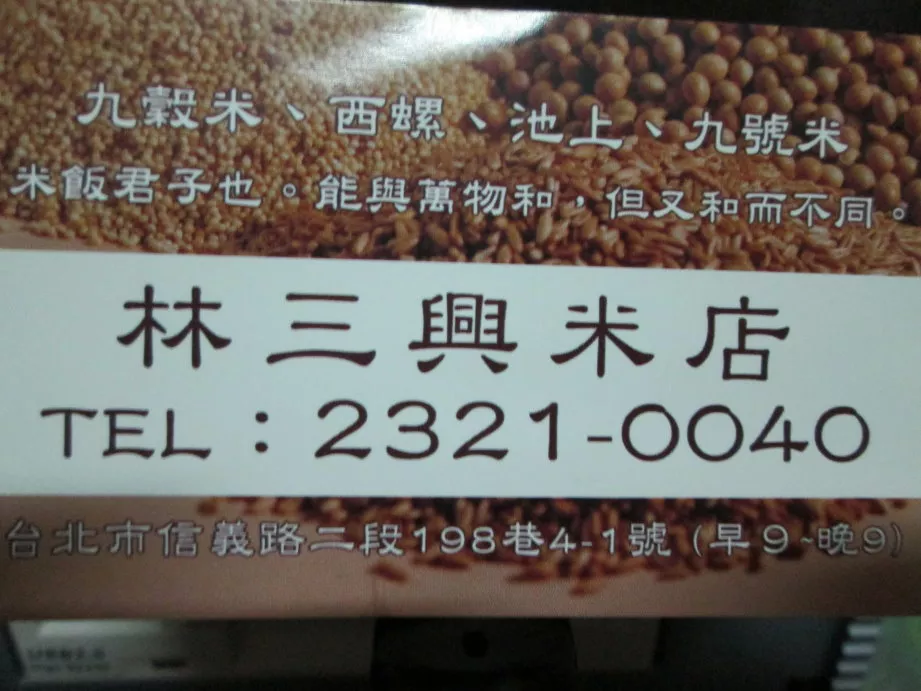 九穀米、西螺、池上、九號米
米飯君子也。能與萬物和，但又和而不同。
林三興米店
TEL：2321-0040
台北市信義路二段198巷4-1號 (早9~晚9)